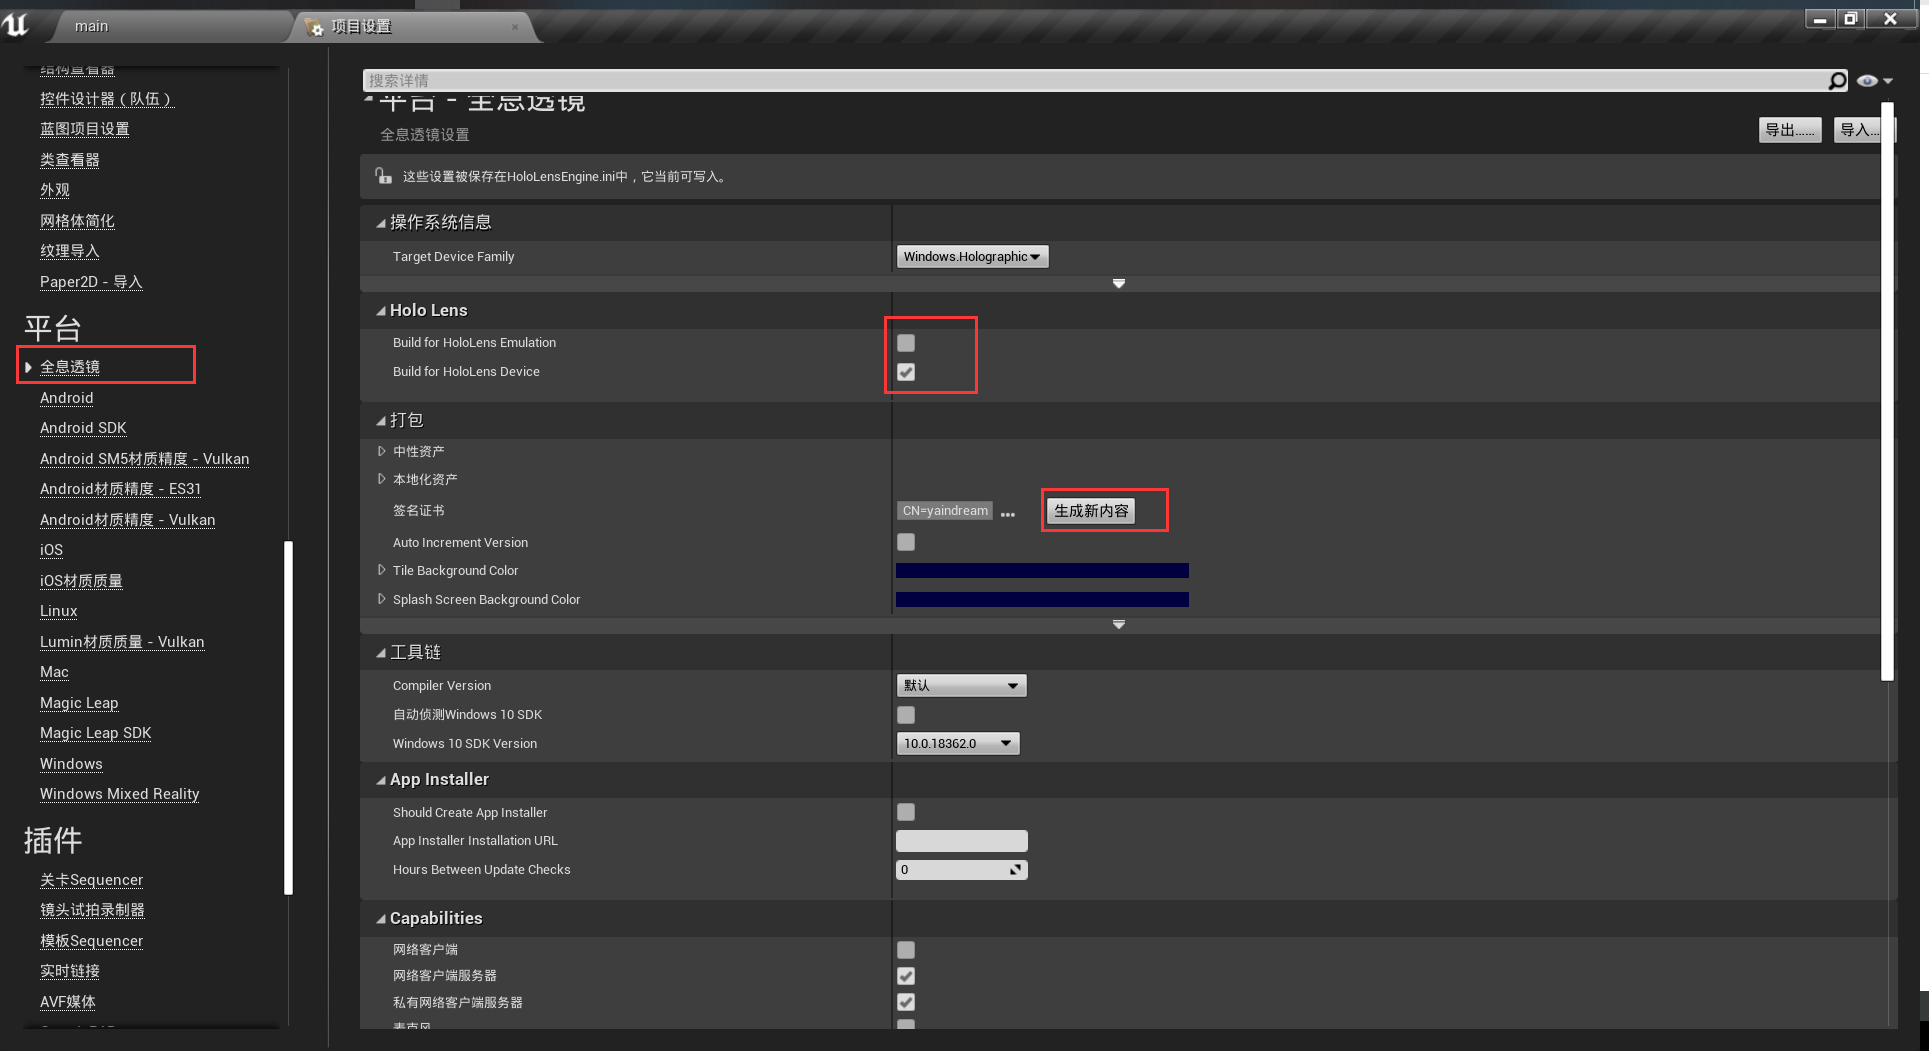 main
项目设置
结构查看器
控件设计器（队伍）
蓝图项目设置
类查看器
外观
网格体简化
纹理导入
Paper2D - 导入
平台
全息透镜
Android
Android SDK
Android SM5材质精度 - Vulkan
Android材质精度 - ES31
Android材质精度 - Vulkan
iOS
iOS材质质量
Linux
Lumin材质质量 - Vulkan
Mac
Magic Leap
Magic Leap SDK
Windows
Windows Mixed Reality
插件
关卡Sequencer
镜头试拍录制器
模板Sequencer
实时链接
AVF媒体
搜索详情
平台 - 全息透镜
全息透镜设置
导出......
导入...
这些设置被保存在HoloLensEngine.ini中，它当前可写入。
操作系统信息
Target Device Family
Windows.Holographic
Holo Lens
Build for HoloLens Emulation
Build for HoloLens Device
打包
中性资产
本地化资产
签名证书
CN=yaindream
...
生成新内容
Auto Increment Version
Tile Background Color
Splash Screen Background Color
工具链
Compiler Version
默认
自动侦测Windows 10 SDK
Windows 10 SDK Version
10.0.18362.0
App Installer
Should Create App Installer
App Installer Installation URL
Hours Between Update Checks
0
Capabilities
网络客户端
网络客户端服务器
私有网络客户端服务器
麦克风